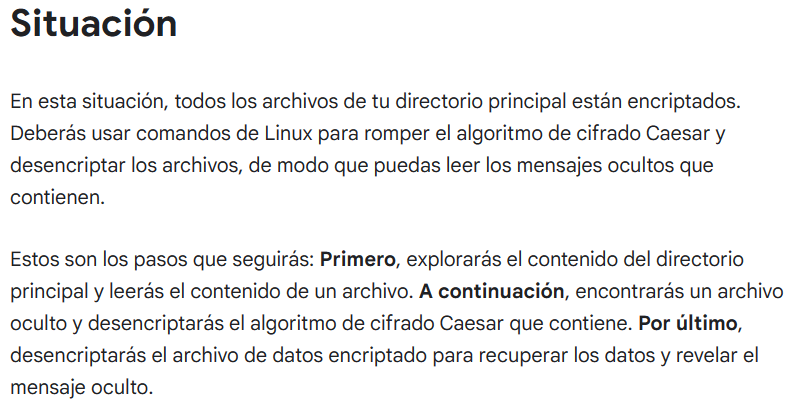 Situación
En esta situación, todos los archivos de tu directorio principal están encriptados.
Deberás usar comandos de Linux para romper el algoritmo de cifrado Caesar y
desencriptar los archivos, de modo que puedas leer los mensajes ocultos que
contienen.
Estos son los pasos que seguirás: Primero, explorarás el contenido del directorio
principal y leerás el contenido de un archivo. A continuación, encontrarás un archivo
oculto y desencriptarás el algoritmo de cifrado Caesar que contiene. Por último,
desencriptarás el archivo de datos encriptado para recuperar los datos y revelar el
mensaje oculto.